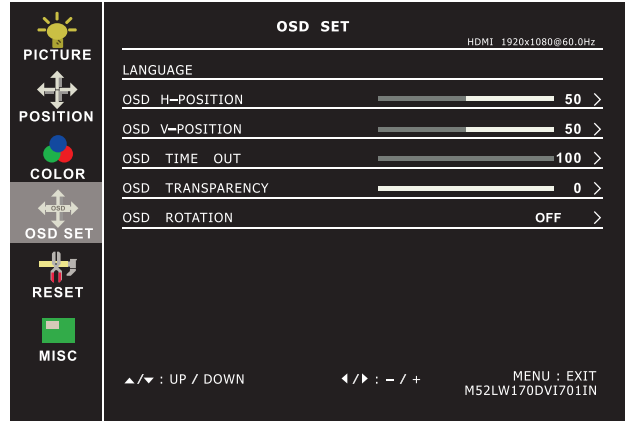 PICTURE
POSITION
COLOR
OSD
OSD SET
RESET
MISC
OSD SET
HDMI 1920x1080@60.0Hz
LANGUAGE
OSD H-POSITION 50 >
OSD V-POSITION 50 >
OSD TIME OUT 100 >
OSD TRANSPARENCY 0 >
OSD ROTATION OFF >
▲/▼ : UP / DOWN ◀/▶ : – / + MENU : EXIT
M52LW170DVI701IN